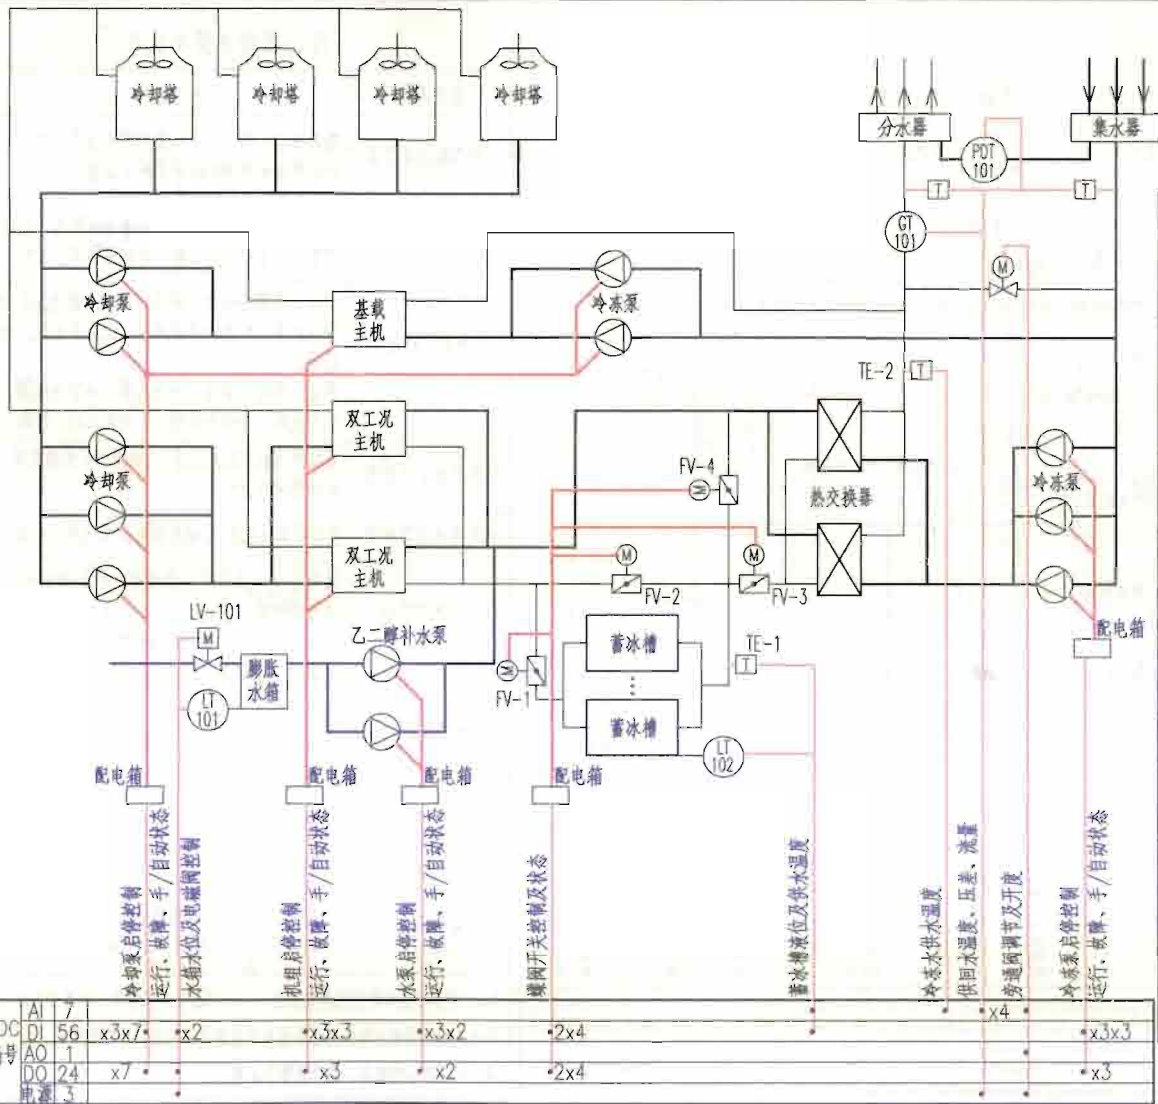 冷却塔
冷却塔
冷却塔
冷却塔
分水器
集水器
PDT
101
T
T
GT
101
M
冷却泵
基载
主机
冷冻泵
TE-2
T
双工况
主机
冷却泵
FV-4
M
热交换器
冷冻泵
双工况
主机
M
M
FV-2
FV-3
LV-101
M
乙二醇补水泵
膨胀
水箱
LT
101
M
FV-1
蓄冰槽
蓄冰槽
TE-1
T
LT
102
配电箱
配电箱
配电箱
配电箱
配电箱
冷却泵启停控制
运行、故障、手/自动状态
水箱水位及电磁阀控制
机组启停控制
运行、故障、手/自动状态
水泵启停控制
运行、故障、手/自动状态
蝶阀开关控制及状态
蓄冰槽液位及供水温度
冷冻水供水温度
供回水温度、压差、流量
旁通阀调节及开度
冷冻泵启停控制
运行、故障、手/自动状态
AI 7 x4
DI 56 x3x7 x2 x3x3 x3x2 2x4 x3x3
号 AO 1
DO 24 x7 x3 x2 2x4 x3
电源 3